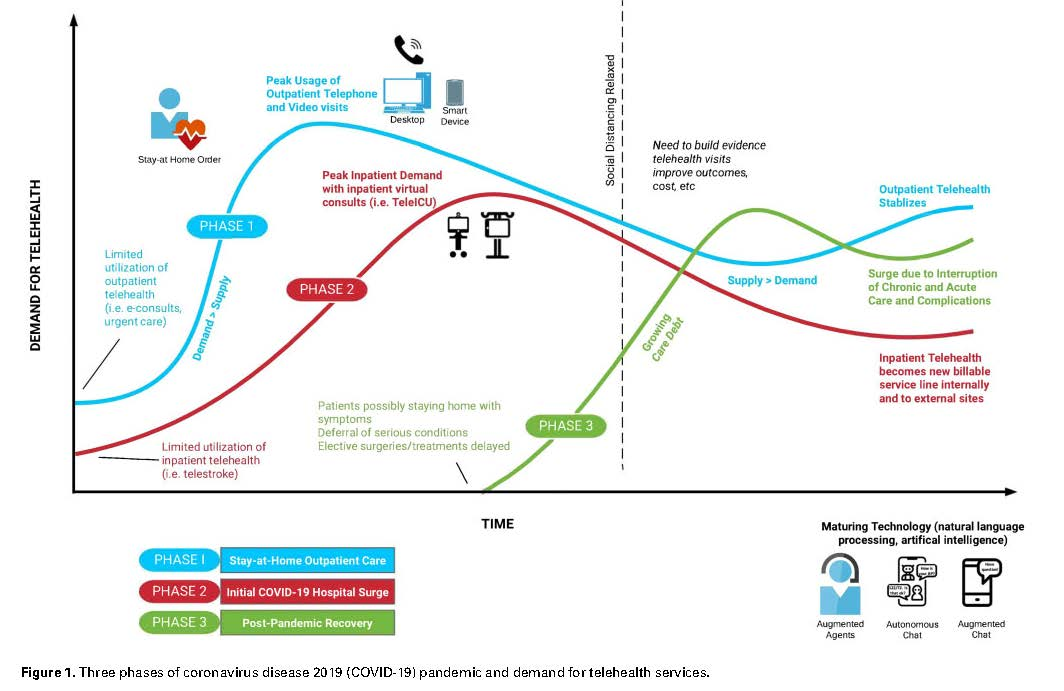 Peak Usage of
Outpatient Telephone
and Video visits
Desktop
Smart
Device
Stay-at Home Order
Social Distancing Relaxed
Need to build evidence
telehealth visits
improve outcomes,
cost, etc
Peak Inpatient Demand
with inpatient virtual
consults (i.e. TeleICU)
Outpatient Telehealth
Stablizes
PHASE 1
DEMAND FOR TELEHEALTH
Limited
utilization of
outpatient
telehealth
(i.e. e-consults,
urgent care)
Demand > Supply
PHASE 2
Supply > Demand
Surge due to Interruption
of Chronic and Acute
Care and Complications
Growing
Care Debt
Inpatient Telehealth
becomes new billable
service line internally
and to external sites
Patients possibly staying home with
symptoms
Deferral of serious conditions
Elective surgeries/treatments delayed
PHASE 3
Limited utilization of
inpatient telehealth
(i.e. telestroke)
TIME
PHASE I Stay-at-Home Outpatient Care
PHASE 2 Initial COVID-19 Hospital Surge
PHASE 3 Post-Pandemic Recovery
Maturing Technology (natural language
processing, artifical intelligence)
Augmented
Agents
Autonomous
Chat
Augmented
Chat
Figure 1. Three phases of coronavirus disease 2019 (COVID-19) pandemic and demand for telehealth services.